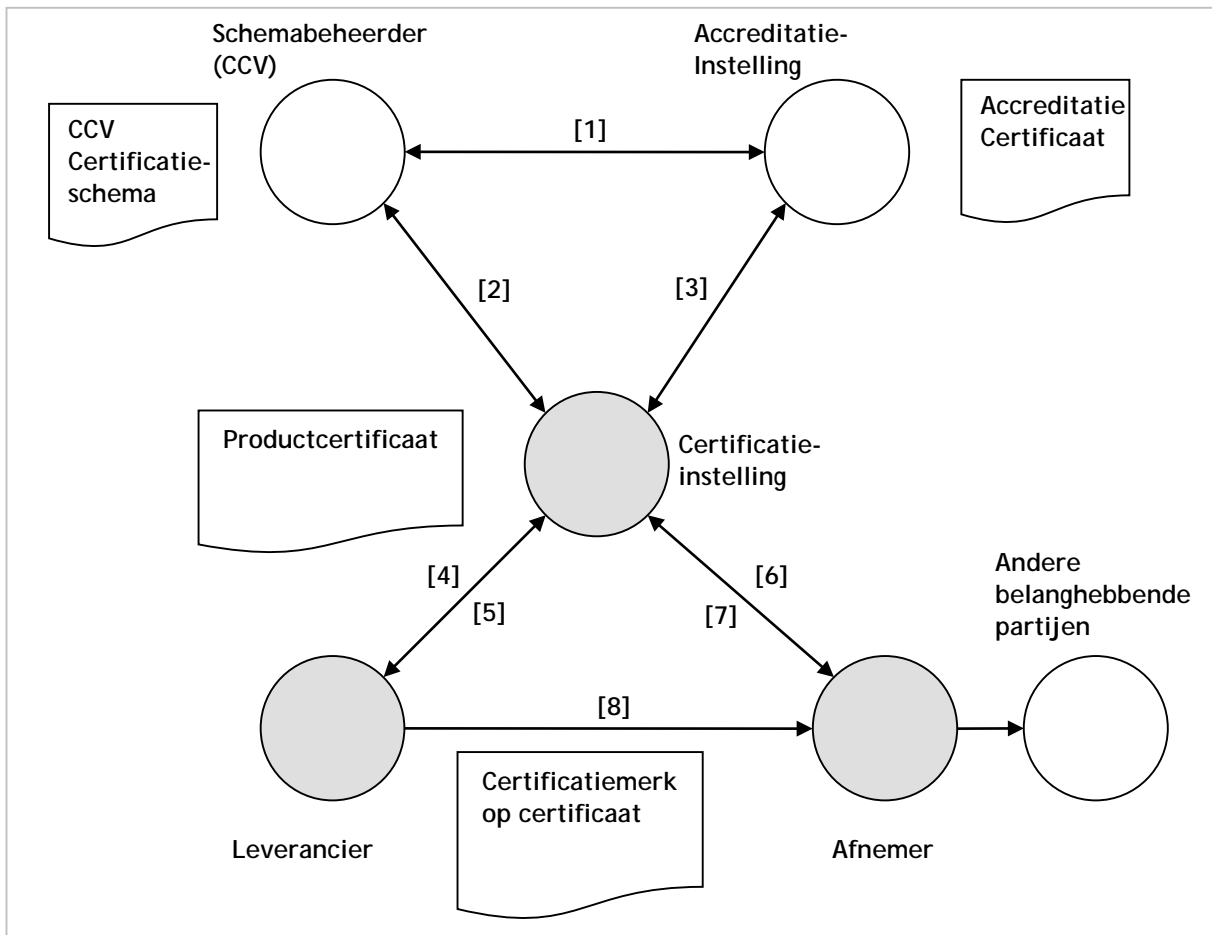 Schemabeheerder
(CCV)
Accreditatie-
Instelling
CCV
Certificatie-
schema
[1]
Accreditatie
Certificaat
[2]
[3]
Productcertificaat
Certificatie-
instelling
[4]
[5]
[6]
[7]
Andere
belanghebbende
partijen
[8]
Certificatiemerk
op certificaat
Leverancier
Afnemer